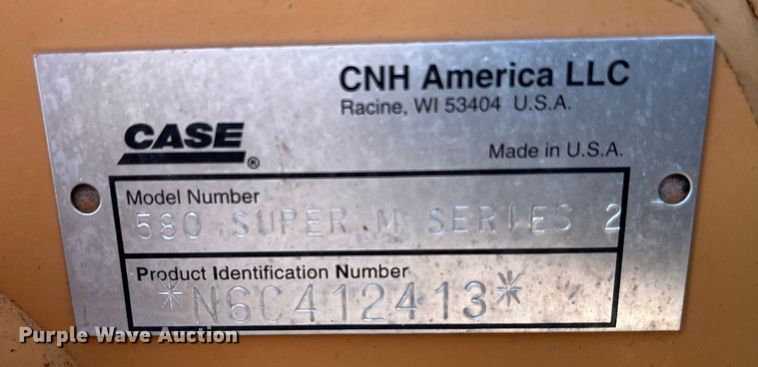 CNH America LLC
Racine, WI 53404 U.S.A.
CASE®
Made in U.S.A.
Model Number
580 SUPER M SERIES 2
Product Identification Number
*N6C412413*
Purple Wave Auction